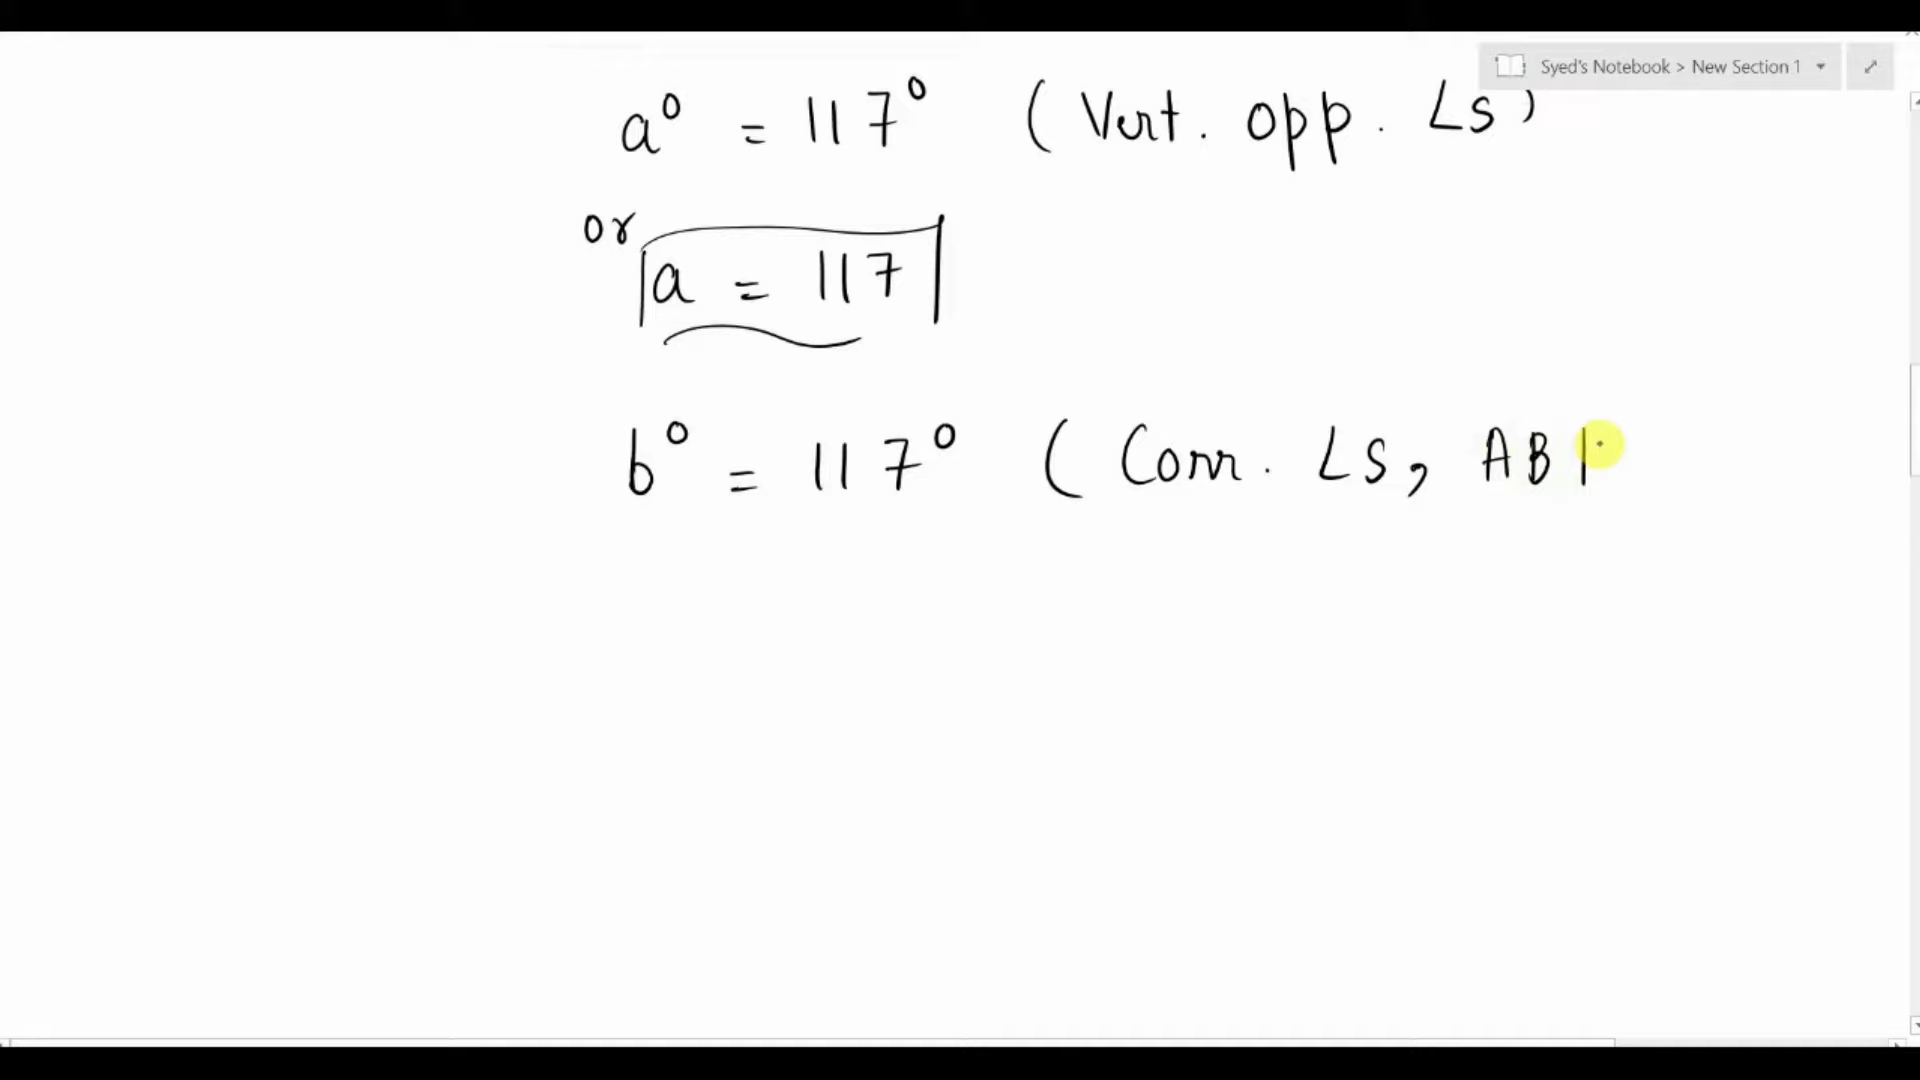 Syed's Notebook > New Section 1
a° = 117° (Vert. opp. ∠s)
or
a = 117
b° = 117° (Corr. ∠s, AB |